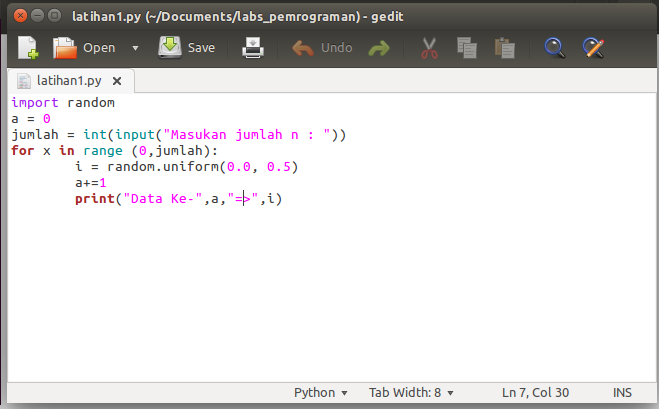 latihan1.py (~/Documents/labs_pemrograman) - gedit
Open Save Undo
latihan1.py
import random
a = 0
jumlah = int(input("Masukan jumlah n : "))
for x in range (0,jumlah):
        i = random.uniform(0.0, 0.5)
        a+=1
        print("Data Ke-",a,"=>",i)
Python Tab Width: 8 Ln 7, Col 30 INS